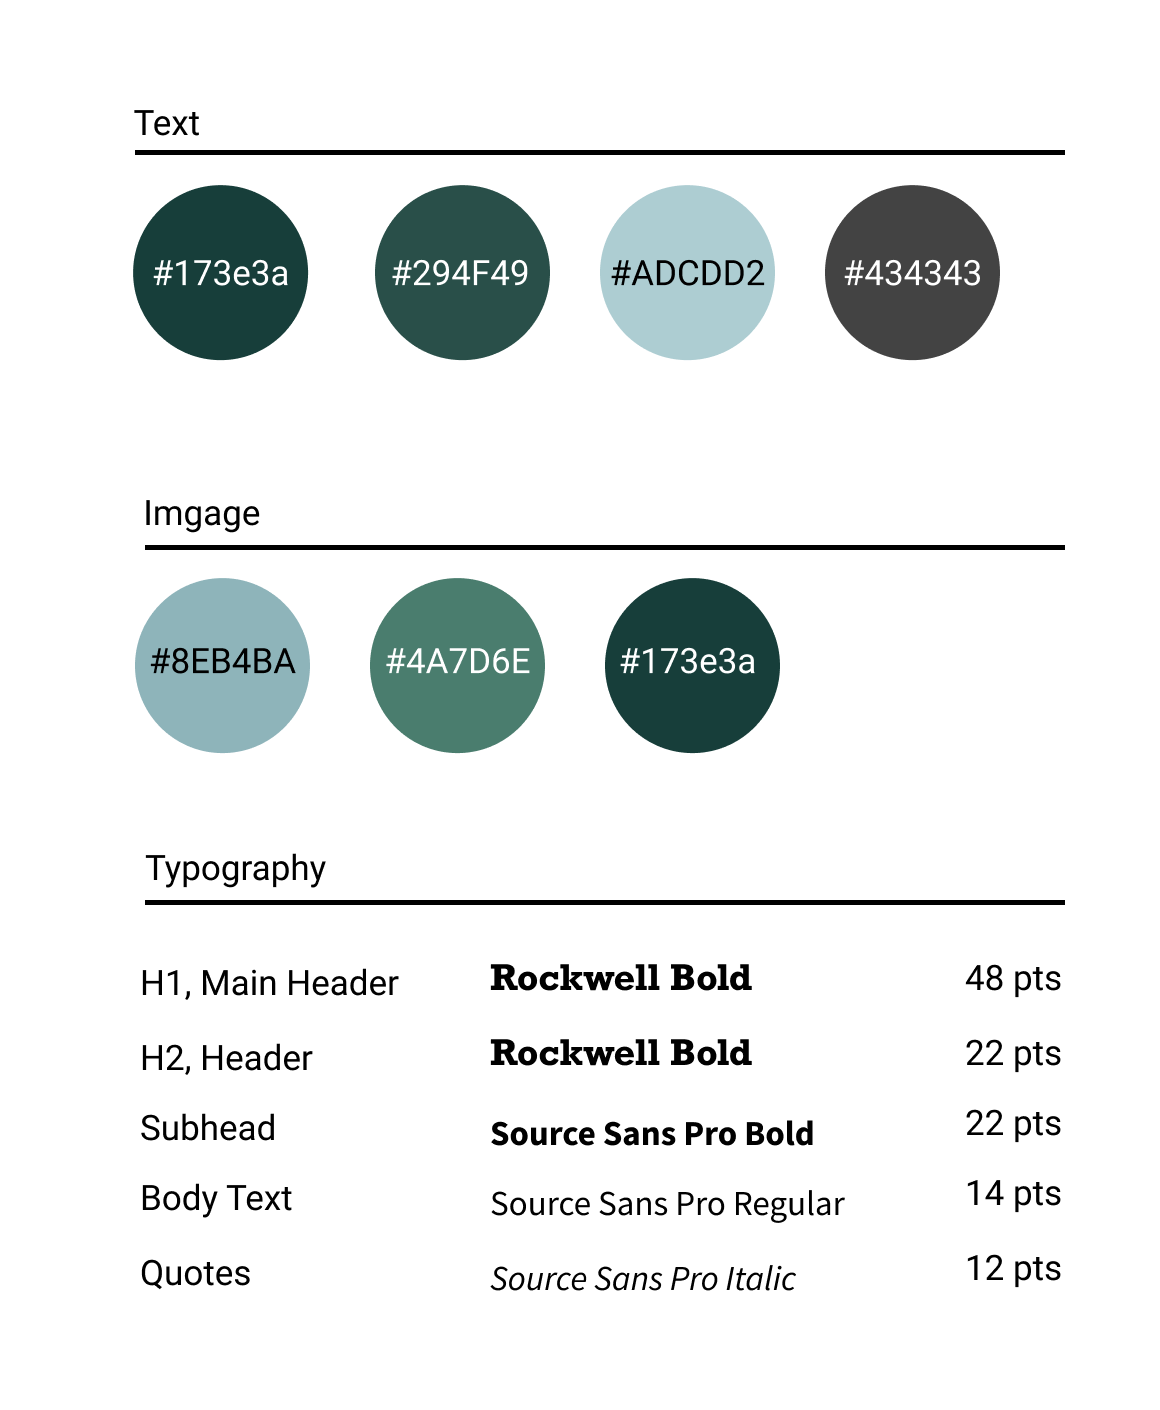 Text
#173e3a #294F49 #ADCDD2 #434343
Imgage
#8EB4BA #4A7D6E #173e3a
Typography
H1, Main Header Rockwell Bold 48 pts
H2, Header Rockwell Bold 22 pts
Subhead Source Sans Pro Bold 22 pts
Body Text Source Sans Pro Regular 14 pts
Quotes Source Sans Pro Italic 12 pts